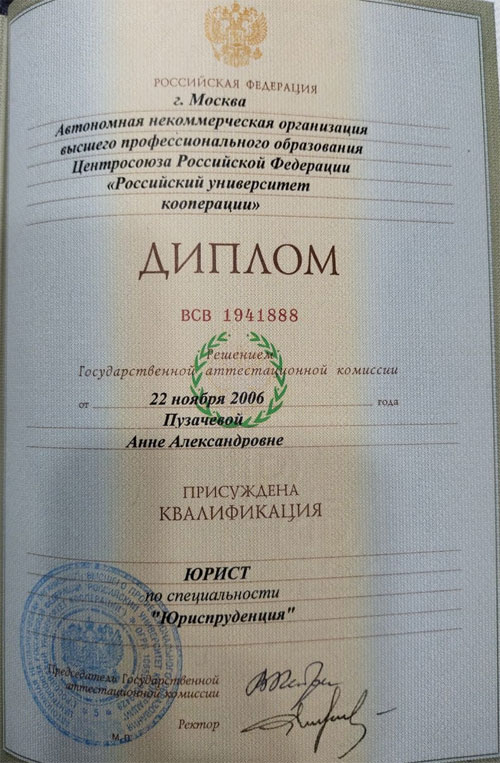 РОССИЙСКАЯ ФЕДЕРАЦИЯ
г. Москва
Автономная некоммерческая организация
высшего профессионального образования
Центросоюза Российской Федерации
«Российский университет
кооперации»
ДИПЛОМ
ВСВ 1941888
Решением
Государственной аттестационной комиссии
от 22 ноября 2006 года
Пузачевой
Анне Александровне
ПРИСУЖДЕНА
КВАЛИФИКАЦИЯ
ЮРИСТ
по специальности
"Юриспруденция"
Председатель Государственной
аттестационной комиссии
Ректор
М.П.